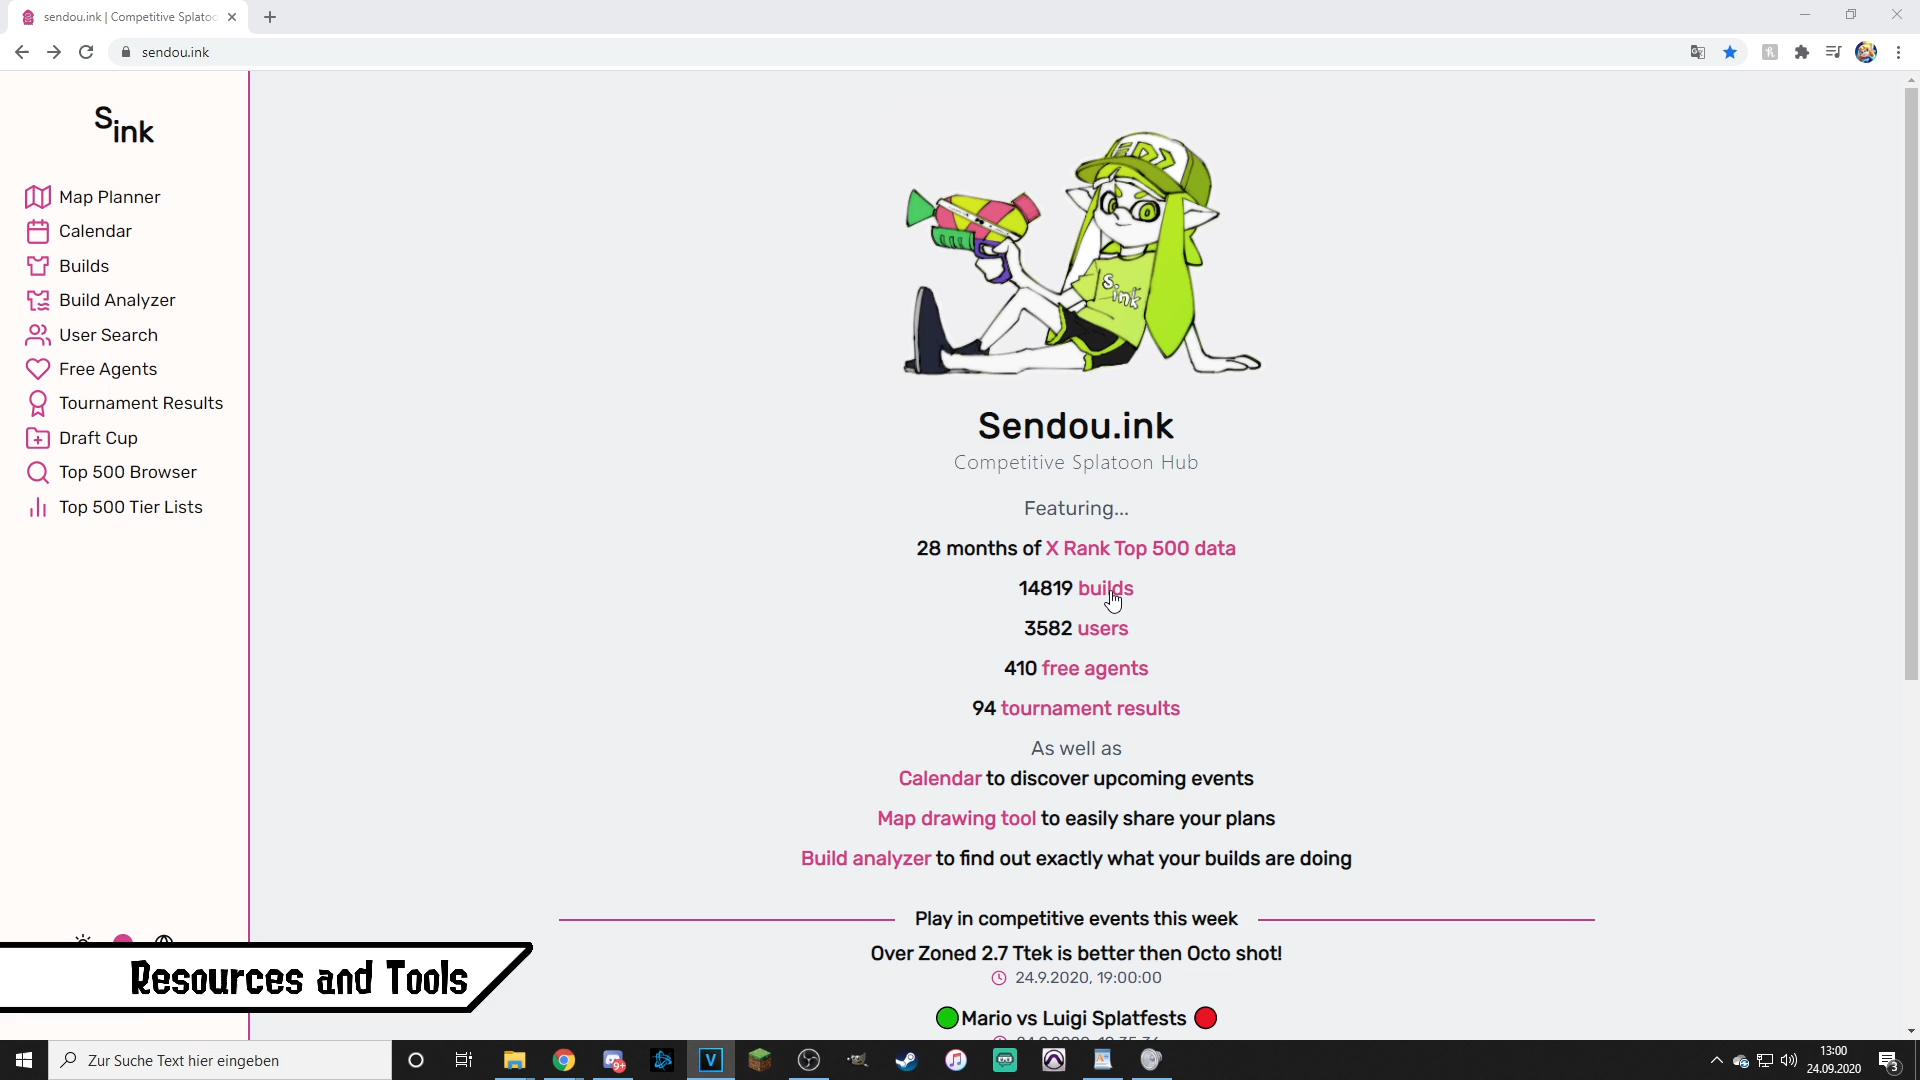 sendou.ink | Competitive Splatoo
sendou.ink
S
ink
Map Planner
Calendar
Builds
Build Analyzer
User Search
Free Agents
Tournament Results
Draft Cup
Top 500 Browser
Top 500 Tier Lists
S
ink
Sendou.ink
Competitive Splatoon Hub
Featuring...
28 months of X Rank Top 500 data
14819 builds
3582 users
410 free agents
94 tournament results
As well as
Calendar to discover upcoming events
Map drawing tool to easily share your plans
Build analyzer to find out exactly what your builds are doing
Play in competitive events this week
Over Zoned 2.7 Ttek is better then Octo shot!
24.9.2020, 19:00:00
Mario vs Luigi Splatfests
Resources and Tools
Zur Suche Text hier eingeben
9+
V
13:00
24.09.2020
3